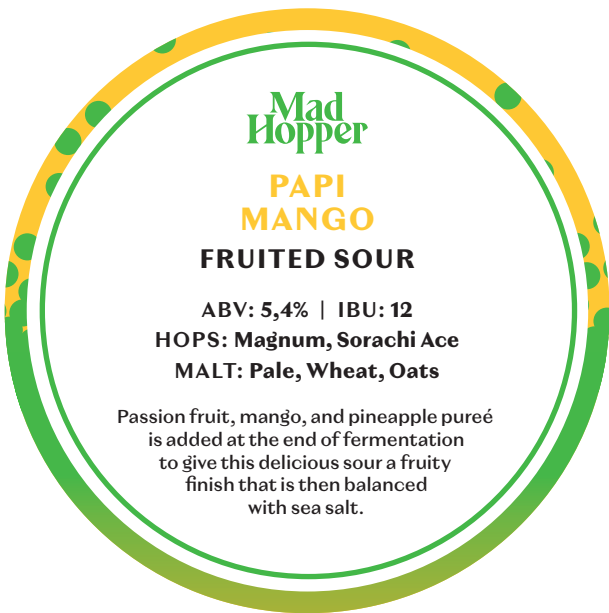 Mad
Hopper
PAPI
MANGO
FRUITED SOUR
ABV: 5,4% | IBU: 12
HOPS: Magnum, Sorachi Ace
MALT: Pale, Wheat, Oats
Passion fruit, mango, and pineapple pureé
is added at the end of fermentation
to give this delicious sour a fruity
finish that is then balanced
with sea salt.